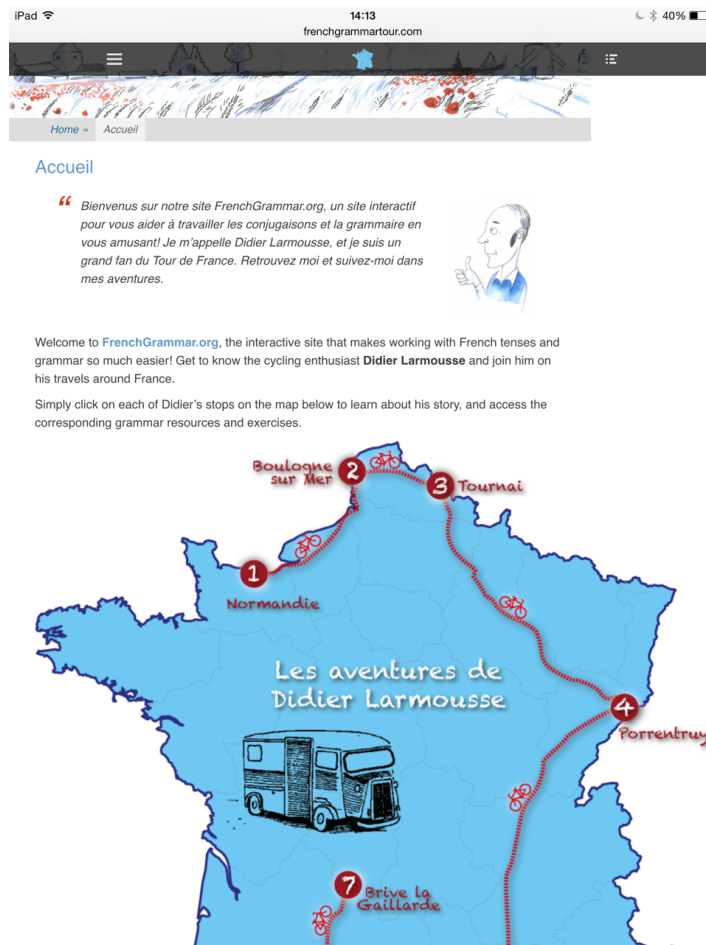 iPad
14:13
40%
frenchgrammartour.com
Home » Accueil
Accueil
“ Bienvenus sur notre site FrenchGrammar.org, un site interactif
pour vous aider à travailler les conjugaisons et la grammaire en
vous amusant! Je m’appelle Didier Larmousse, et je suis un
grand fan du Tour de France. Retrouvez moi et suivez-moi dans
mes aventures.
Welcome to FrenchGrammar.org, the interactive site that makes working with French tenses and
grammar so much easier! Get to know the cycling enthusiast Didier Larmousse and join him on
his travels around France.
Simply click on each of Didier’s stops on the map below to learn about his story, and access the
corresponding grammar resources and exercises.
Boulogne
sur Mer
2
3
Tournai
1
Normandie
Les aventures de
Didier Larmousse
4
Porrentruy
7
Brive la
Gaillarde